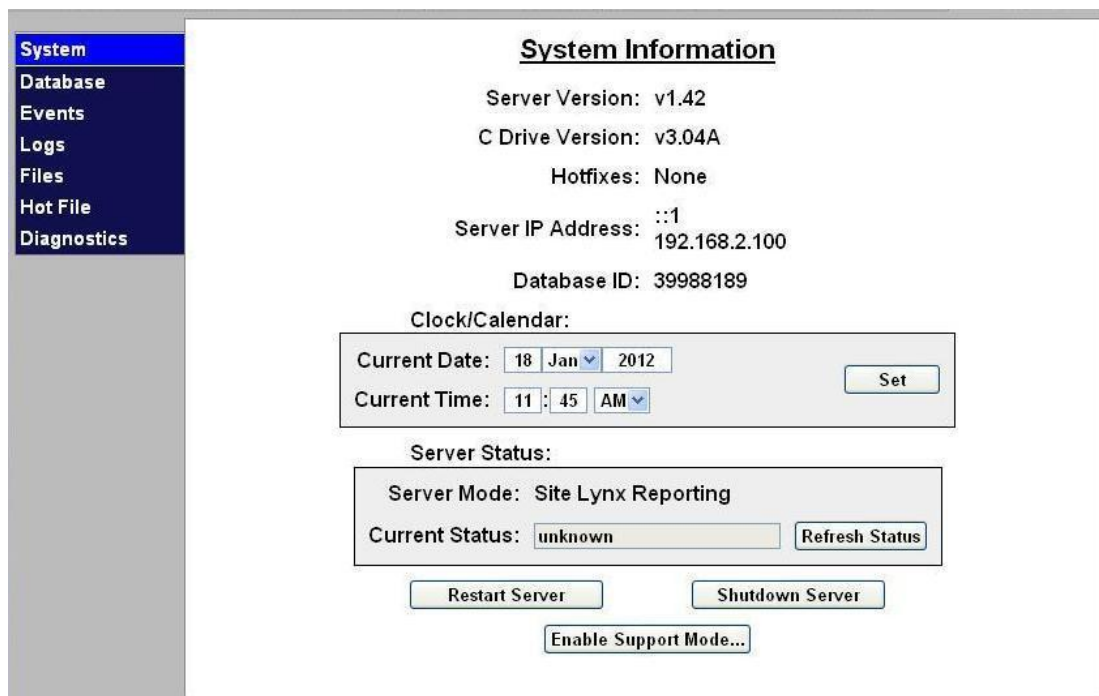 System
Database
Events
Logs
Files
Hot File
Diagnostics
System Information
Server Version: v1.42
C Drive Version: v3.04A
Hotfixes: None
Server IP Address: ::1
192.168.2.100
Database ID: 39988189
Clock/Calendar:
Current Date: 18 Jan 2012
Current Time: 11 : 45 AM
Set
Server Status:
Server Mode: Site Lynx Reporting
Current Status: unknown Refresh Status
Restart Server Shutdown Server
Enable Support Mode...